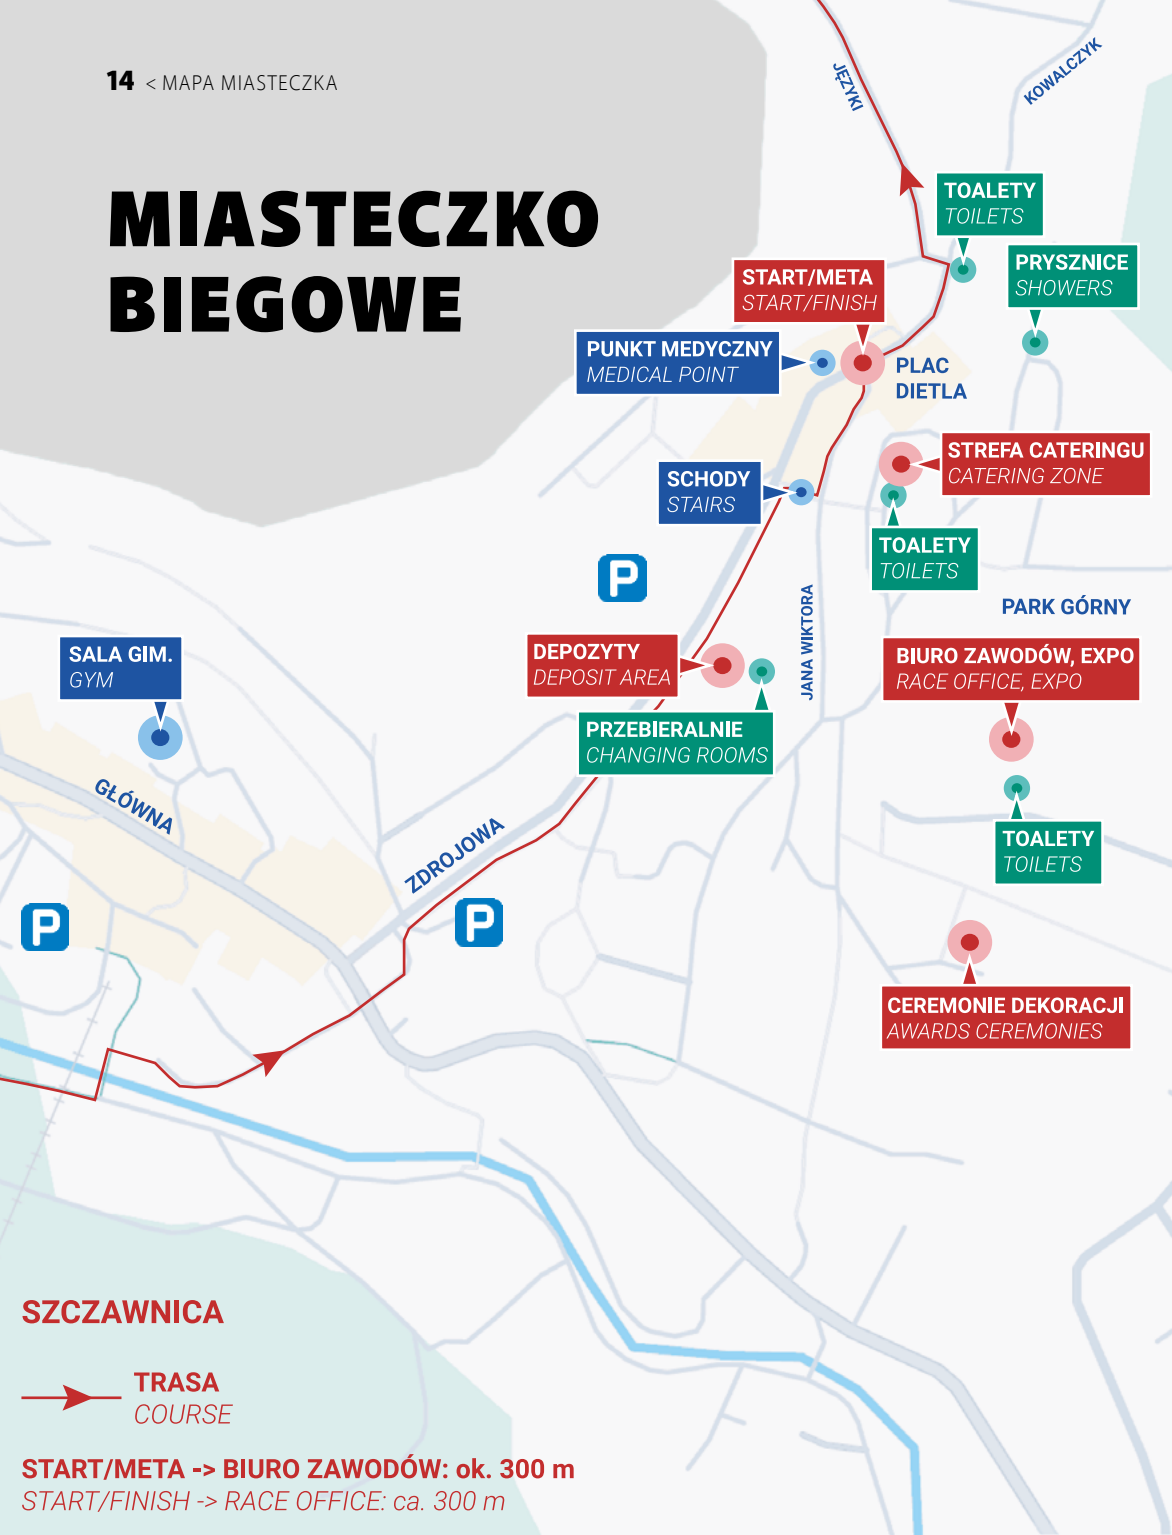 14 < MAPA MIASTECZKA
MIASTECZKO
BIEGOWE
JĘZYKI
KOWALCZYK
TOALETY
TOILETS
PRYSZNICE
SHOWERS
START/META
START/FINISH
PUNKT MEDYCZNY
MEDICAL POINT
PLAC
DIETLA
STREFA CATERINGU
CATERING ZONE
SCHODY
STAIRS
TOALETY
TOILETS
P
JANA WIKTORA
PARK GÓRNY
SALA GIM.
GYM
DEPOZYTY
DEPOSIT AREA
BIURO ZAWODÓW, EXPO
RACE OFFICE, EXPO
PRZEBIERALNIE
CHANGING ROOMS
GŁÓWNA
ZDROJOWA
TOALETY
TOILETS
P
P
CEREMONIE DEKORACJI
AWARDS CEREMONIES
SZCZAWNICA
TRASA
COURSE
START/META -> BIURO ZAWODÓW: ok. 300 m
START/FINISH -> RACE OFFICE: ca. 300 m